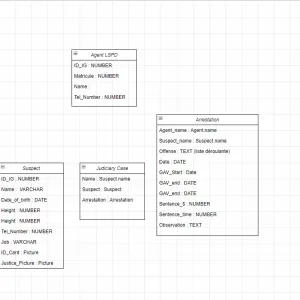 Agent LSPD
ID_IG : NUMBER
Matricule : NUMBER
Name :
Tel_Number : NUMBER
Arrestation
Agent_name : Agent.name
Suspect_name : Suspect.name
Offense : TEXT (liste déroulante)
Date : DATE
GAV_Start : Date
GAV_end : DATE
GAV_end : DATE
Sentence_$ : NUMBER
Sentence_time : NUMBER
Observation : TEXT
Suspect
ID_IG : NUMBER
Name : VARCHAR
Date_of_birth : DATE
Height : NUMBER
Height : NUMBER
Tel_Number : NUMBER
Job : VARCHAR
ID_Card : Picture
Justice_Picture : Picture
Judiciary Case
Name : Suspect.name
Suspect : Suspect
Arrestation : Arrestation